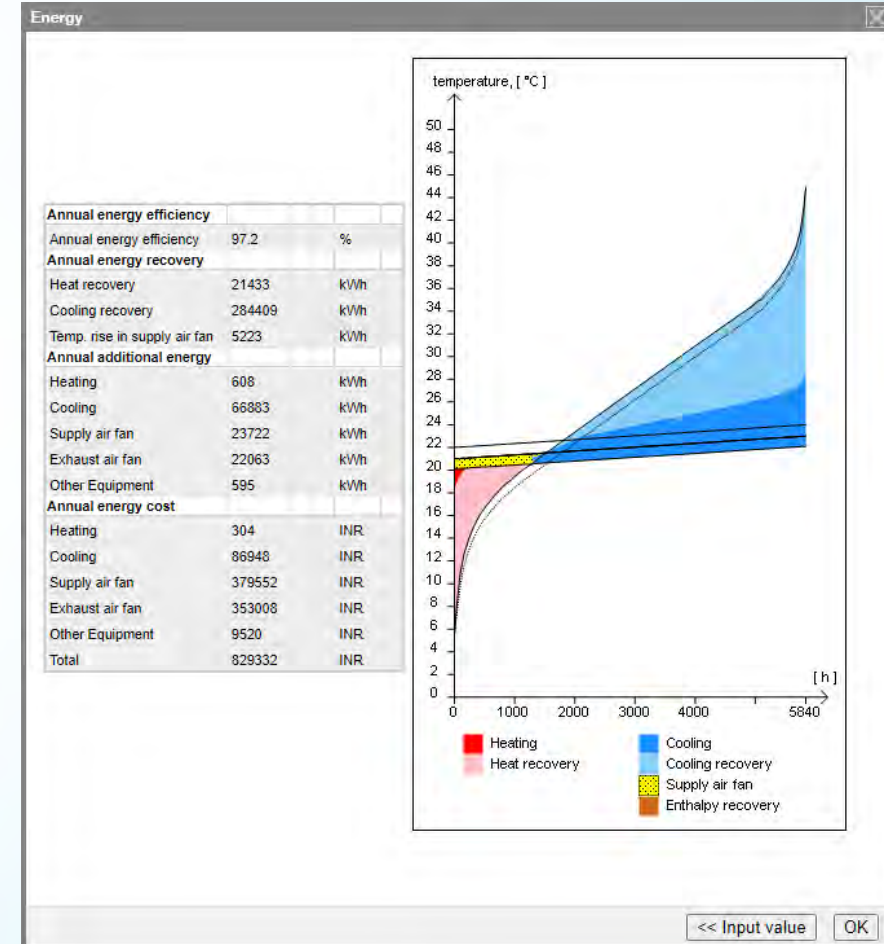 Energy
Annual energy efficiency
Annual energy efficiency 97.2 %
Annual energy recovery
Heat recovery 21433 kWh
Cooling recovery 284409 kWh
Temp. rise in supply air fan 5223 kWh
Annual additional energy
Heating 608 kWh
Cooling 66883 kWh
Supply air fan 23722 kWh
Exhaust air fan 22063 kWh
Other Equipment 595 kWh
Annual energy cost
Heating 304 INR
Cooling 86948 INR
Supply air fan 379552 INR
Exhaust air fan 353008 INR
Other Equipment 9520 INR
Total 829332 INR
temperature, [ °C ]
50
48
46
44
42
40
38
36
34
32
30
28
26
24
22
20
18
16
14
12
10
8
6
4
2
0
[ h ]
0 1000 2000 3000 4000 5840
Heating
Heat recovery
Cooling
Cooling recovery
Supply air fan
Enthalpy recovery
<< Input value OK